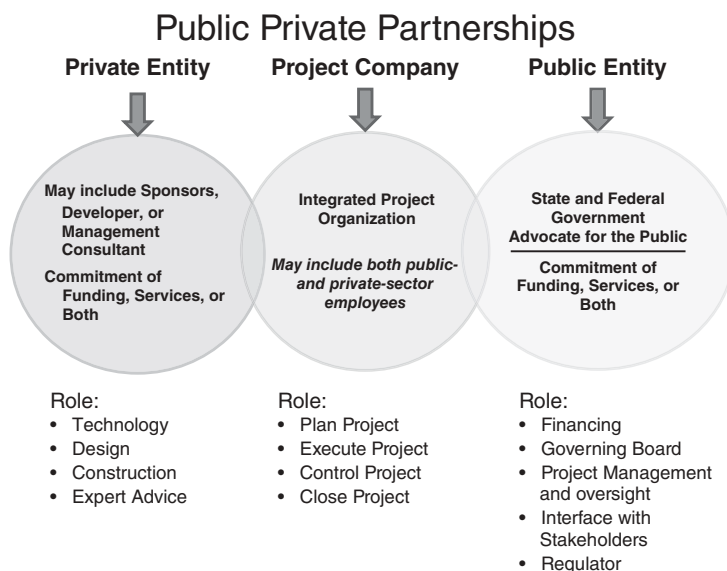 Public Private Partnerships
Private Entity
Project Company
Public Entity
May include Sponsors,
Developer, or
Management
Consultant
Commitment of
Funding, Services, or
Both
Integrated Project
Organization
May include both public-
and private-sector
employees
State and Federal
Government
Advocate for the Public
Commitment of
Funding, Services, or
Both
Role:
• Technology
• Design
• Construction
• Expert Advice
Role:
• Plan Project
• Execute Project
• Control Project
• Close Project
Role:
• Financing
• Governing Board
• Project Management
and oversight
• Interface with
Stakeholders
• Regulator